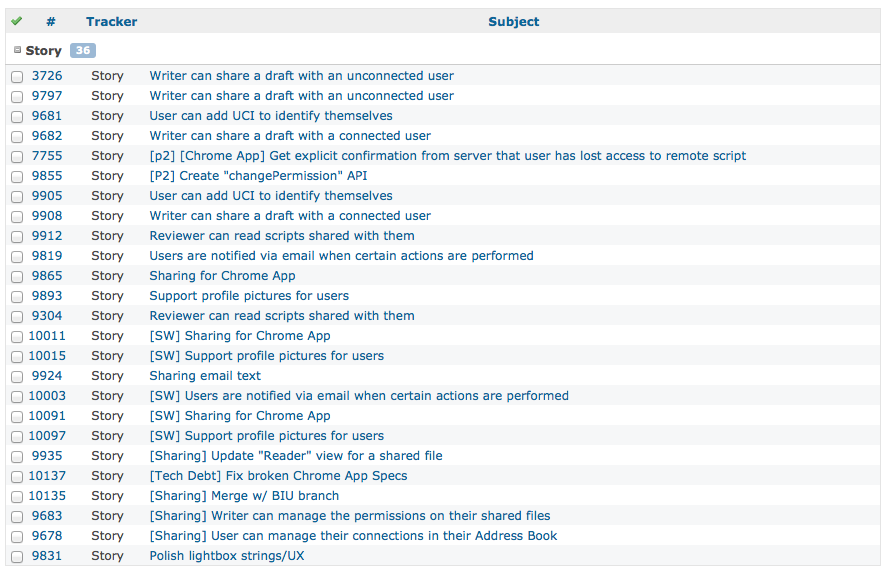 # Tracker Subject
Story 36
3726 Story Writer can share a draft with an unconnected user
9797 Story Writer can share a draft with an unconnected user
9681 Story User can add UCI to identify themselves
9682 Story Writer can share a draft with a connected user
7755 Story [p2] [Chrome App] Get explicit confirmation from server that user has lost access to remote script
9855 Story [P2] Create "changePermission" API
9905 Story User can add UCI to identify themselves
9908 Story Writer can share a draft with a connected user
9912 Story Reviewer can read scripts shared with them
9819 Story Users are notified via email when certain actions are performed
9865 Story Sharing for Chrome App
9893 Story Support profile pictures for users
9304 Story Reviewer can read scripts shared with them
10011 Story [SW] Sharing for Chrome App
10015 Story [SW] Support profile pictures for users
9924 Story Sharing email text
10003 Story [SW] Users are notified via email when certain actions are performed
10091 Story [SW] Sharing for Chrome App
10097 Story [SW] Support profile pictures for users
9935 Story [Sharing] Update "Reader" view for a shared file
10137 Story [Tech Debt] Fix broken Chrome App Specs
10135 Story [Sharing] Merge w/ BIU branch
9683 Story [Sharing] Writer can manage the permissions on their shared files
9678 Story [Sharing] User can manage their connections in their Address Book
9831 Story Polish lightbox strings/UX